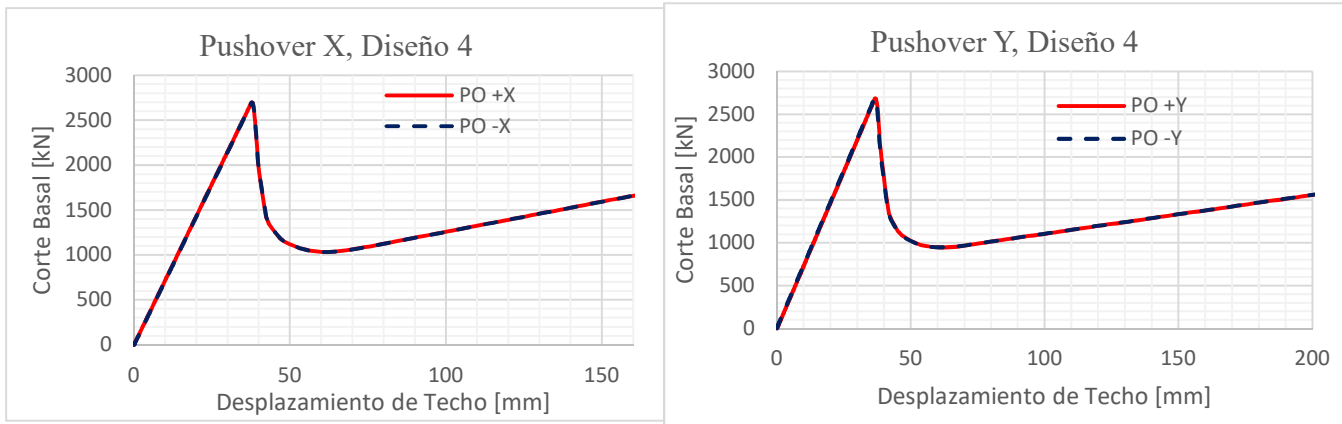 Pushover X, Diseño 4
3000
2500
2000
1500
1000
500
0
Corte Basal [kN]
PO +X
PO -X
0 50 100 150
Desplazamiento de Techo [mm]
Pushover Y, Diseño 4
3000
2500
2000
1500
1000
500
0
Corte Basal [kN]
PO +Y
PO -Y
0 50 100 150 200
Desplazamiento de Techo [mm]